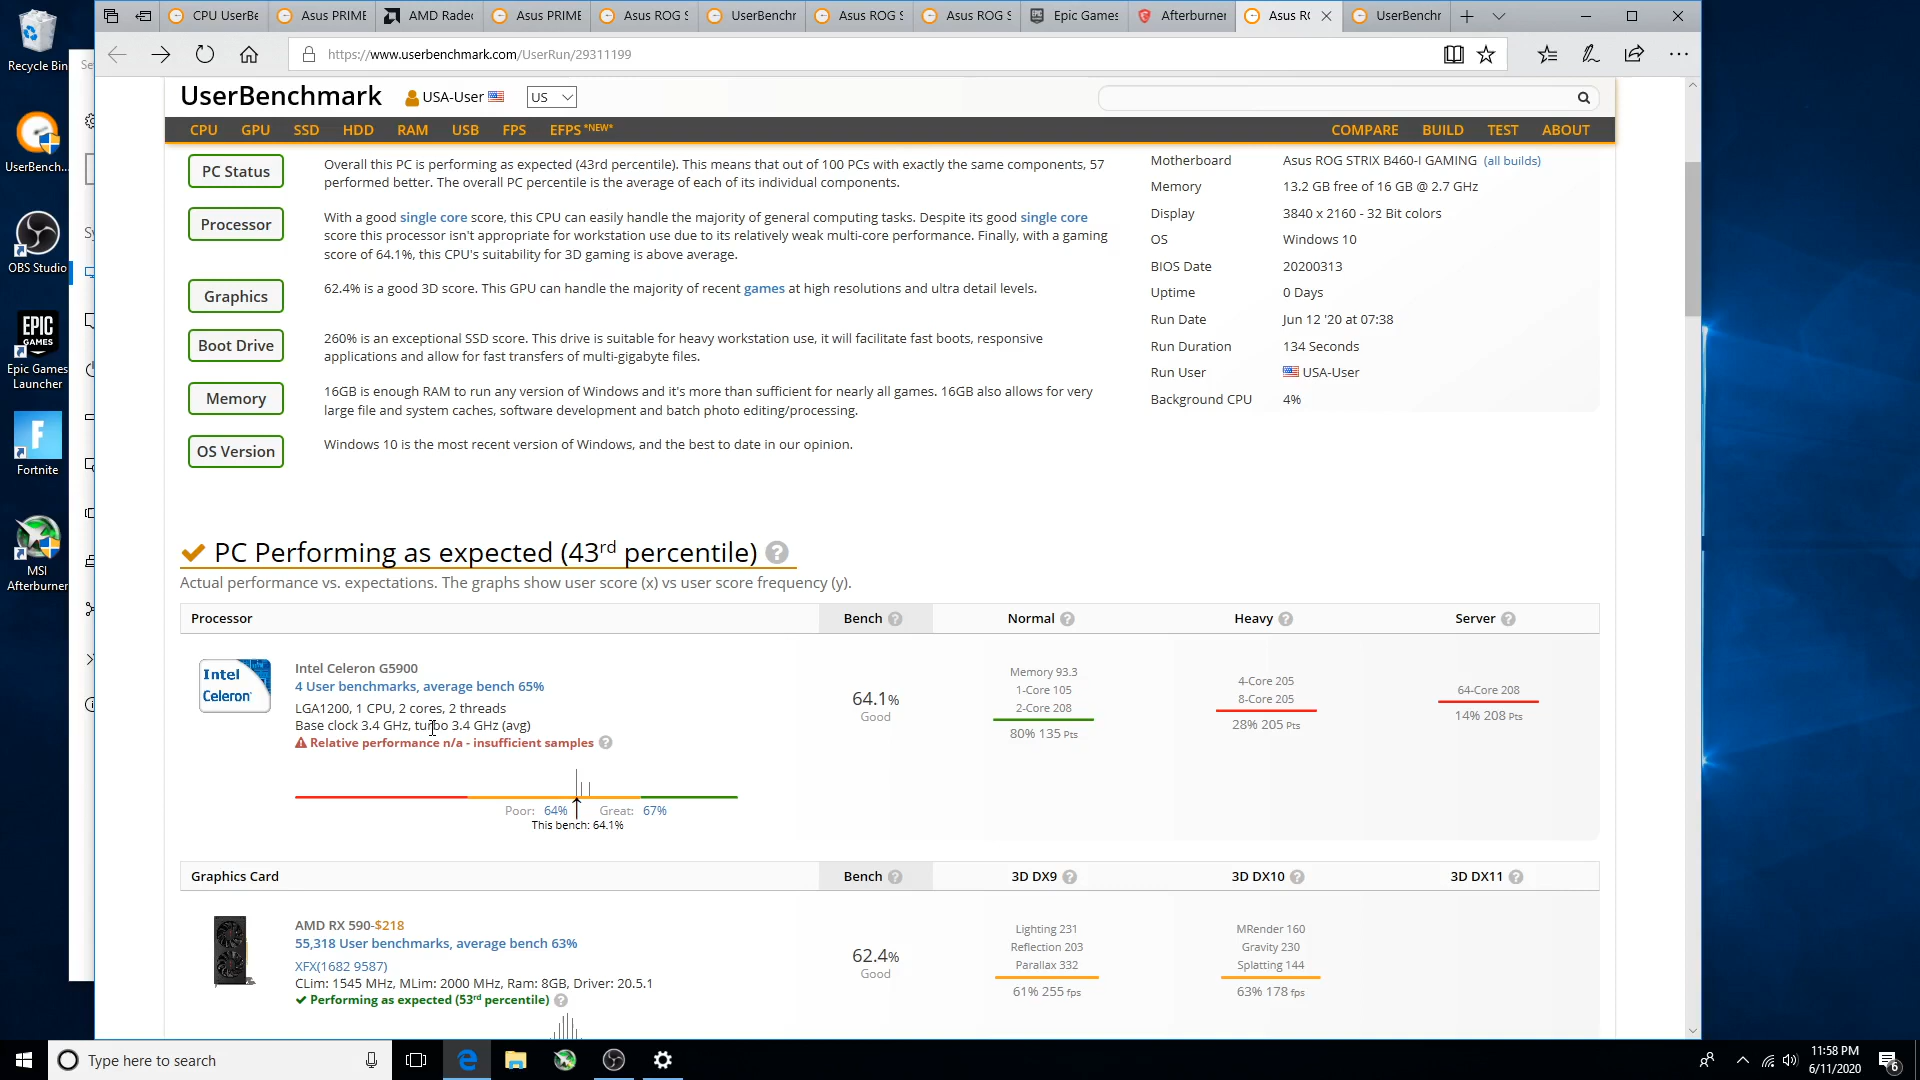 Recycle Bin
UserBench...
OBS Studio
EPIC
GAMES
Epic Games
Launcher
Fortnite
MSI
Afterburner
CPU UserBe
Asus PRIME
AMD Radeo
Asus PRIME
Asus ROG S
UserBenchm
Asus ROG S
Asus ROG S
Epic Games
Afterburner
Asus RO
UserBenchm
https://www.userbenchmark.com/UserRun/29311199
UserBenchmark
USA-User
US
CPU GPU SSD HDD RAM USB FPS EFPS *NEW*
COMPARE BUILD TEST ABOUT
PC Status
Overall this PC is performing as expected (43rd percentile). This means that out of 100 PCs with exactly the same components, 57
performed better. The overall PC percentile is the average of each of its individual components.
Processor
With a good single core score, this CPU can easily handle the majority of general computing tasks. Despite its good single core
score this processor isn't appropriate for workstation use due to its relatively weak multi-core performance. Finally, with a gaming
score of 64.1%, this CPU's suitability for 3D gaming is above average.
Graphics
62.4% is a good 3D score. This GPU can handle the majority of recent games at high resolutions and ultra detail levels.
Boot Drive
260% is an exceptional SSD score. This drive is suitable for heavy workstation use, it will facilitate fast boots, responsive
applications and allow for fast transfers of multi-gigabyte files.
Memory
16GB is enough RAM to run any version of Windows and it's more than sufficient for nearly all games. 16GB also allows for very
large file and system caches, software development and batch photo editing/processing.
OS Version
Windows 10 is the most recent version of Windows, and the best to date in our opinion.
Motherboard Asus ROG STRIX B460-I GAMING (all builds)
Memory 13.2 GB free of 16 GB @ 2.7 GHz
Display 3840 x 2160 - 32 Bit colors
OS Windows 10
BIOS Date 20200313
Uptime 0 Days
Run Date Jun 12 '20 at 07:38
Run Duration 134 Seconds
Run User USA-User
Background CPU 4%
PC Performing as expected (43rd percentile) ?
Actual performance vs. expectations. The graphs show user score (x) vs user score frequency (y).
Processor Bench ? Normal ? Heavy ? Server ?
intel
Celeron
Intel Celeron G5900
4 User benchmarks, average bench 65%
LGA1200, 1 CPU, 2 cores, 2 threads
Base clock 3.4 GHz, turbo 3.4 GHz (avg)
Relative performance n/a - insufficient samples ?
Poor: 64% Great: 67%
This bench: 64.1%
64.1%
Good
Memory 93.3
1-Core 105
2-Core 208
80% 135 Pts
4-Core 205
8-Core 205
28% 205 Pts
64-Core 208
14% 208 Pts
Graphics Card Bench ? 3D DX9 ? 3D DX10 ? 3D DX11 ?
AMD RX 590-$218
55,318 User benchmarks, average bench 63%
XFX(1682 9587)
CLim: 1545 MHz, MLim: 2000 MHz, Ram: 8GB, Driver: 20.5.1
Performing as expected (53rd percentile) ?
62.4%
Good
Lighting 231
Reflection 203
Parallax 332
61% 255 fps
MRender 160
Gravity 230
Splatting 144
63% 178 fps
Type here to search
11:58 PM
6/11/2020
6